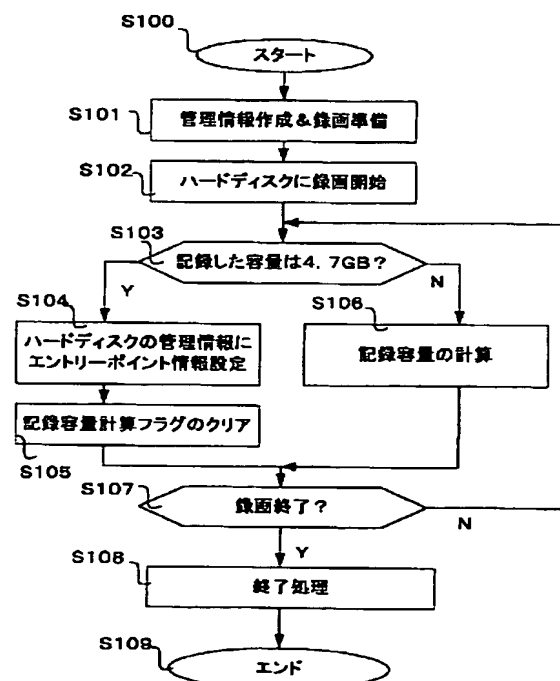 S100
スタート
S101
管理情報作成＆録画準備
S102
ハードディスクに録画開始
S103
記録した容量は4．7GB？
Y
N
S104
ハードディスクの管理情報に
エントリーポイント情報設定
S106
記録容量の計算
記録容量計算フラグのクリア
S105
S107
録画終了？
N
Y
S108
終了処理
S109
エンド